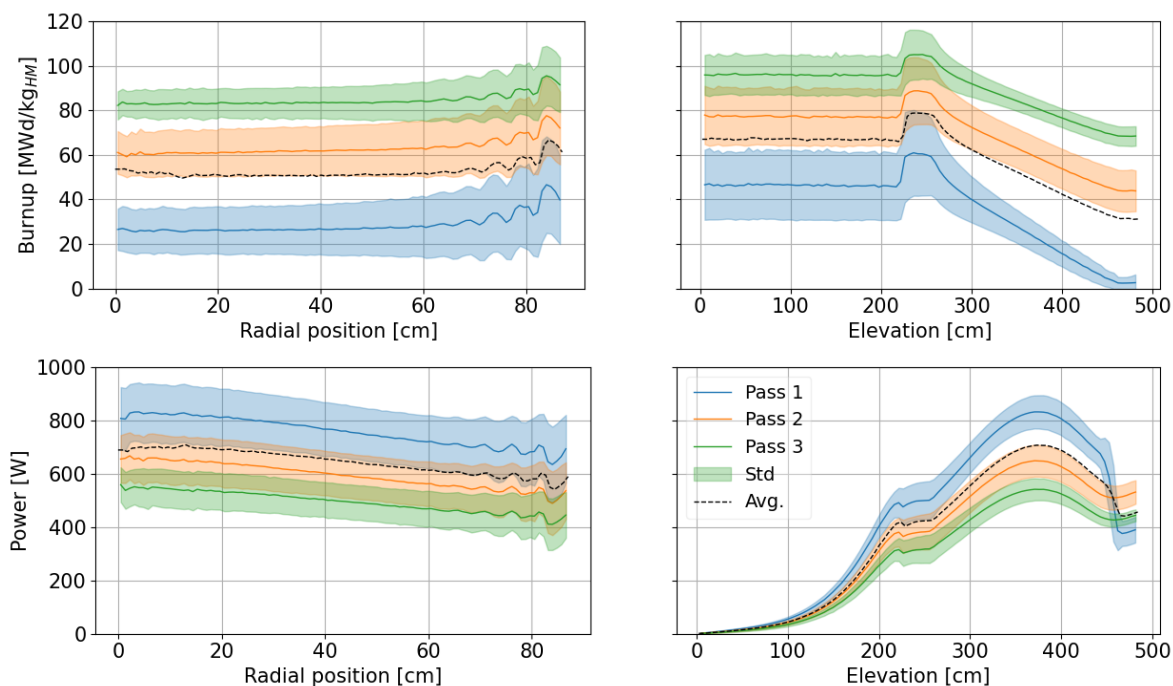 120
100
80
60
40
20
0
Burnup [MWd/kg_HM]
0 20 40 60 80
Radial position [cm]
0 100 200 300 400 500
Elevation [cm]
1000
800
600
400
200
0
Power [W]
0 20 40 60 80
Radial position [cm]
Pass 1
Pass 2
Pass 3
Std
Avg.
0 100 200 300 400 500
Elevation [cm]